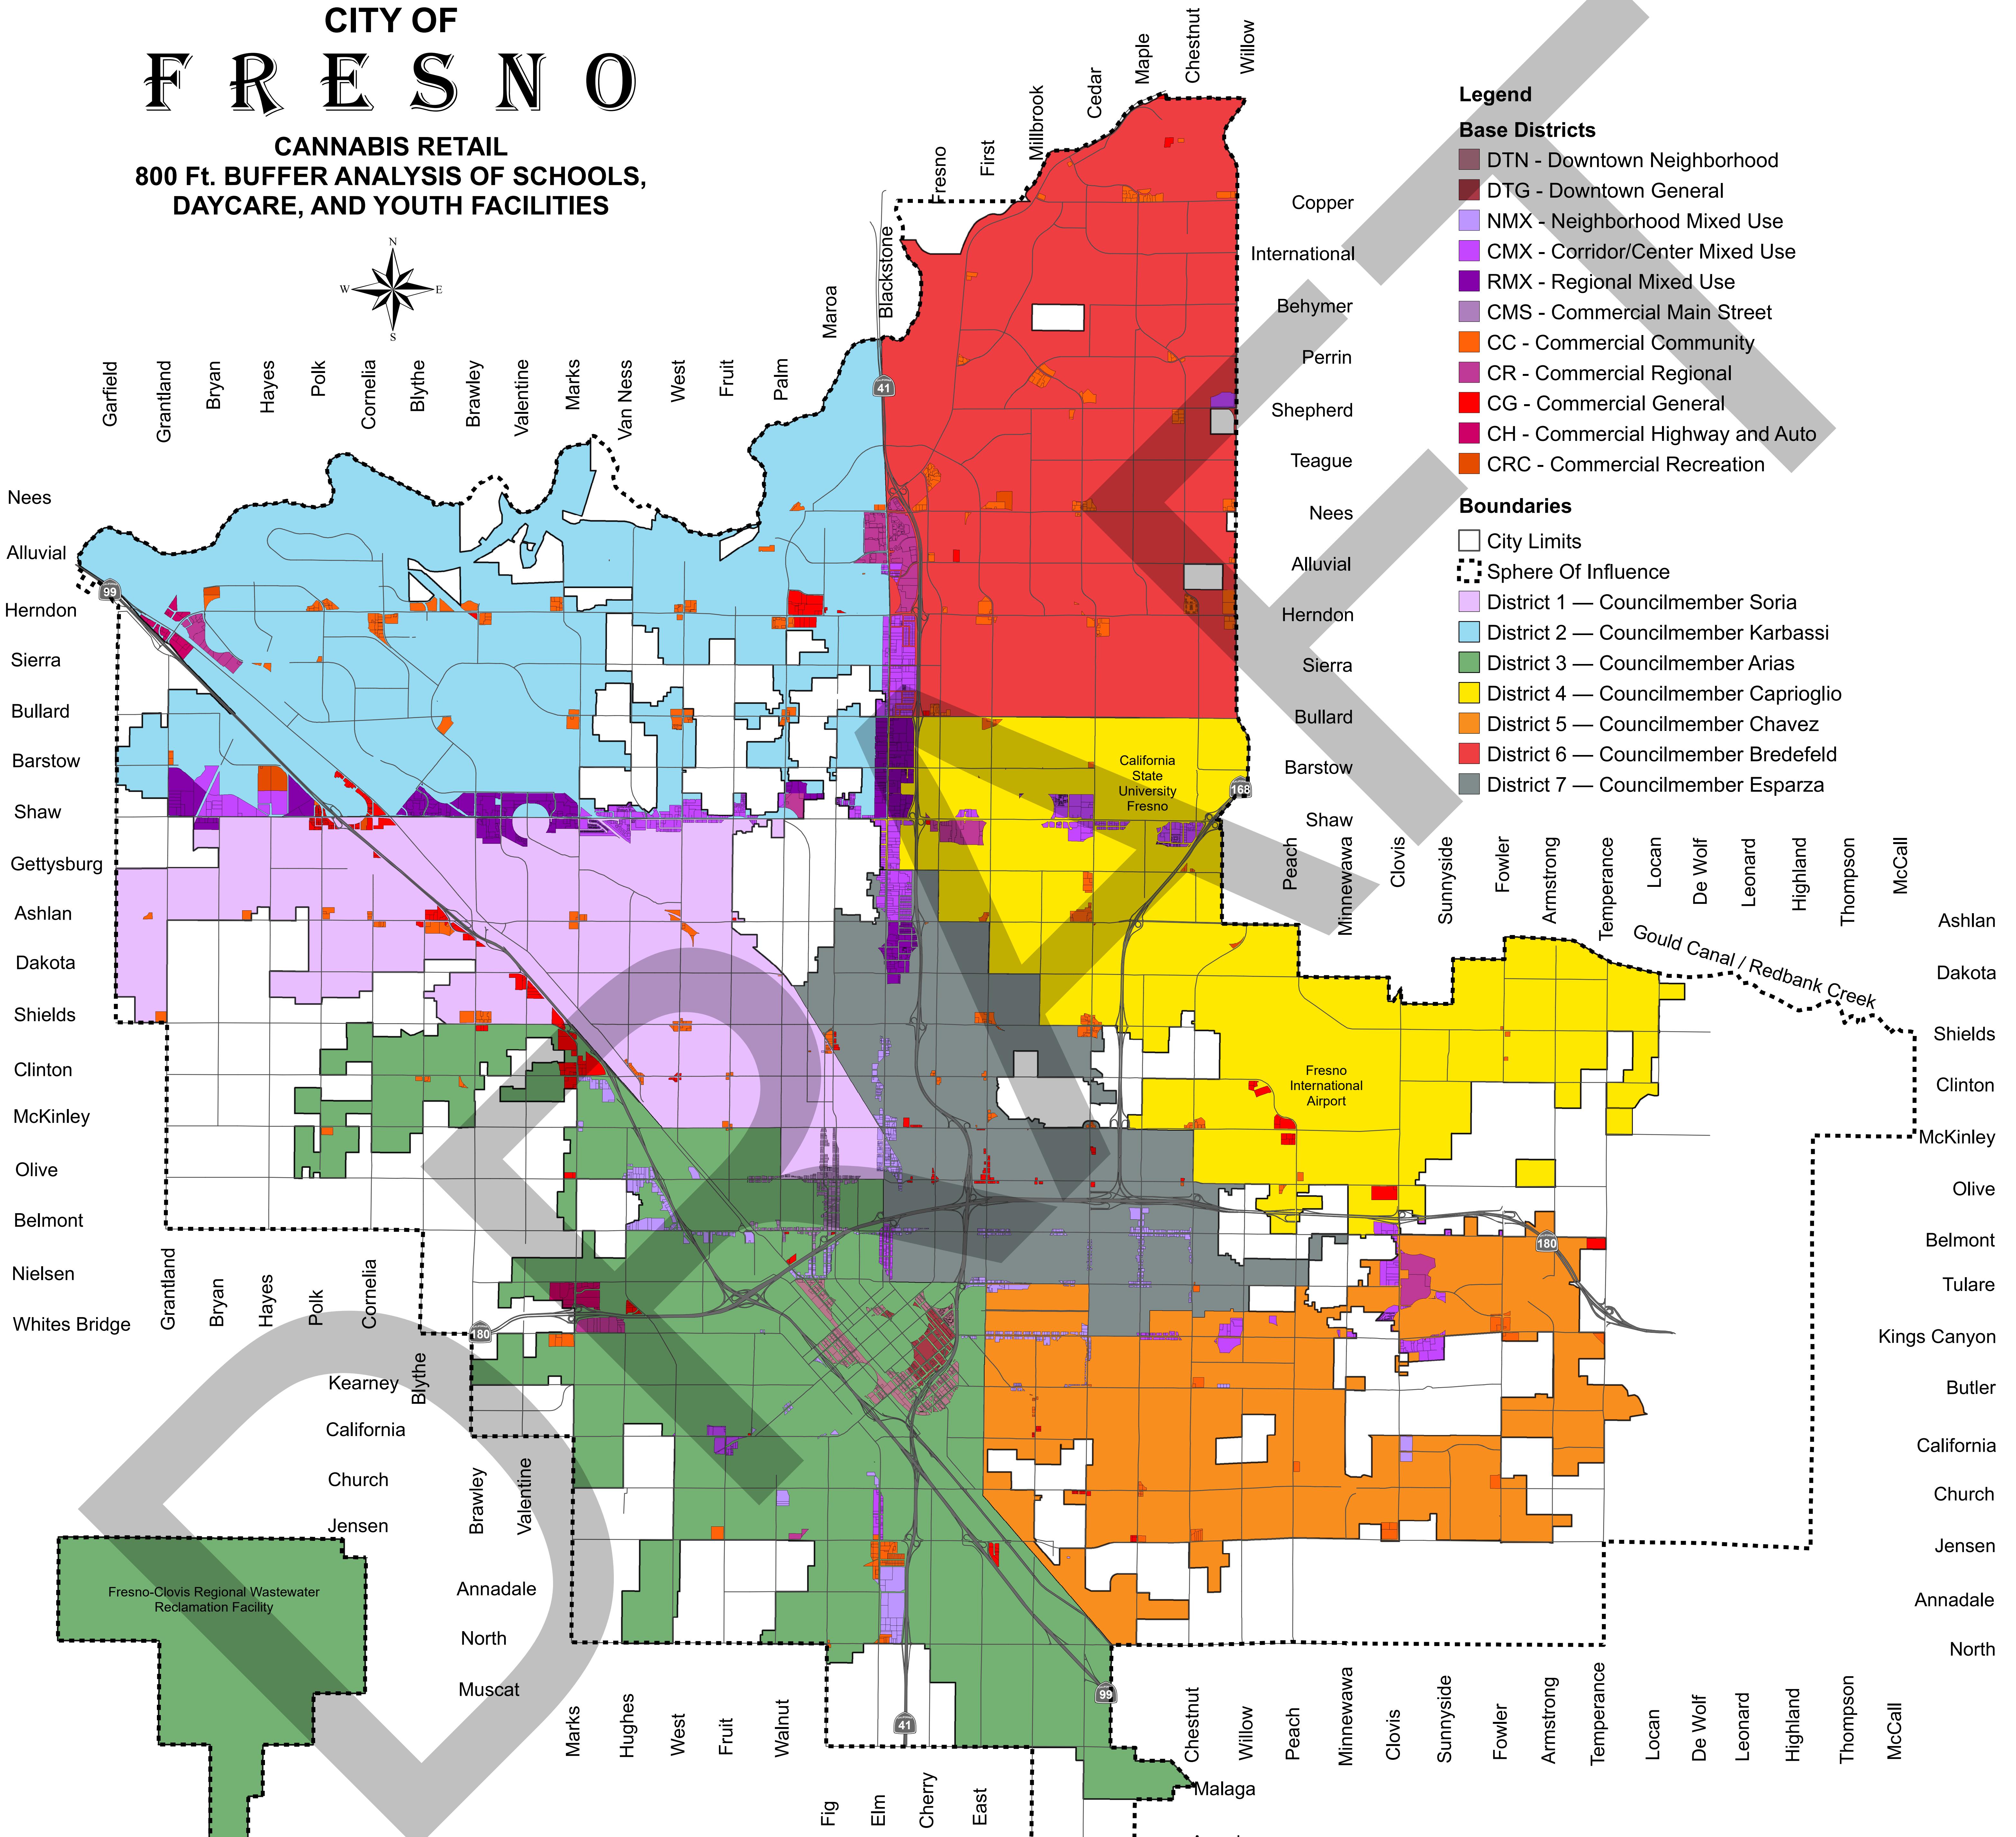 CITY OF
FRESNO
CANNABIS RETAIL
800 Ft. BUFFER ANALYSIS OF SCHOOLS,
DAYCARE, AND YOUTH FACILITIES
N
W
E
S
Legend
Base Districts
DTN - Downtown Neighborhood
DTG - Downtown General
NMX - Neighborhood Mixed Use
CMX - Corridor/Center Mixed Use
RMX - Regional Mixed Use
CMS - Commercial Main Street
CC - Commercial Community
CR - Commercial Regional
CG - Commercial General
CH - Commercial Highway and Auto
CRC - Commercial Recreation
Boundaries
City Limits
Sphere Of Influence
District 1 — Councilmember Soria
District 2 — Councilmember Karbassi
District 3 — Councilmember Arias
District 4 — Councilmember Caprioglio
District 5 — Councilmember Chavez
District 6 — Councilmember Bredefeld
District 7 — Councilmember Esparza
Garfield
Grantland
Bryan
Hayes
Polk
Cornelia
Blythe
Brawley
Valentine
Marks
Van Ness
West
Fruit
Palm
Maroa
Blackstone
Fresno
First
Millbrook
Cedar
Maple
Chestnut
Willow
Copper
International
Behymer
Perrin
Shepherd
Teague
Nees
Alluvial
Herndon
Sierra
Bullard
Barstow
Shaw
Nees
Alluvial
Herndon
Sierra
Bullard
Barstow
Shaw
Gettysburg
Ashlan
Dakota
Shields
Clinton
McKinley
Olive
Belmont
Nielsen
Whites Bridge
41
99
168
California
State
University
Fresno
Peach
Minnewawa
Clovis
Sunnyside
Fowler
Armstrong
Temperance
Locan
De Wolf
Leonard
Highland
Thompson
McCall
Gould Canal / Redbank Creek
Ashlan
Dakota
Shields
Clinton
McKinley
Olive
Belmont
Tulare
Kings Canyon
Butler
California
Church
Jensen
Annadale
North
Fresno
International
Airport
180
180
Grantland
Bryan
Hayes
Polk
Cornelia
Blythe
Kearney
California
Church
Jensen
Brawley
Valentine
Annadale
North
Muscat
Fresno-Clovis Regional Wastewater
Reclamation Facility
Marks
Hughes
West
Fruit
Walnut
Fig
Elm
Cherry
East
41
99
Malaga
Chestnut
Willow
Peach
Minnewawa
Clovis
Sunnyside
Fowler
Armstrong
Temperance
Locan
De Wolf
Leonard
Highland
Thompson
McCall
DRAFT